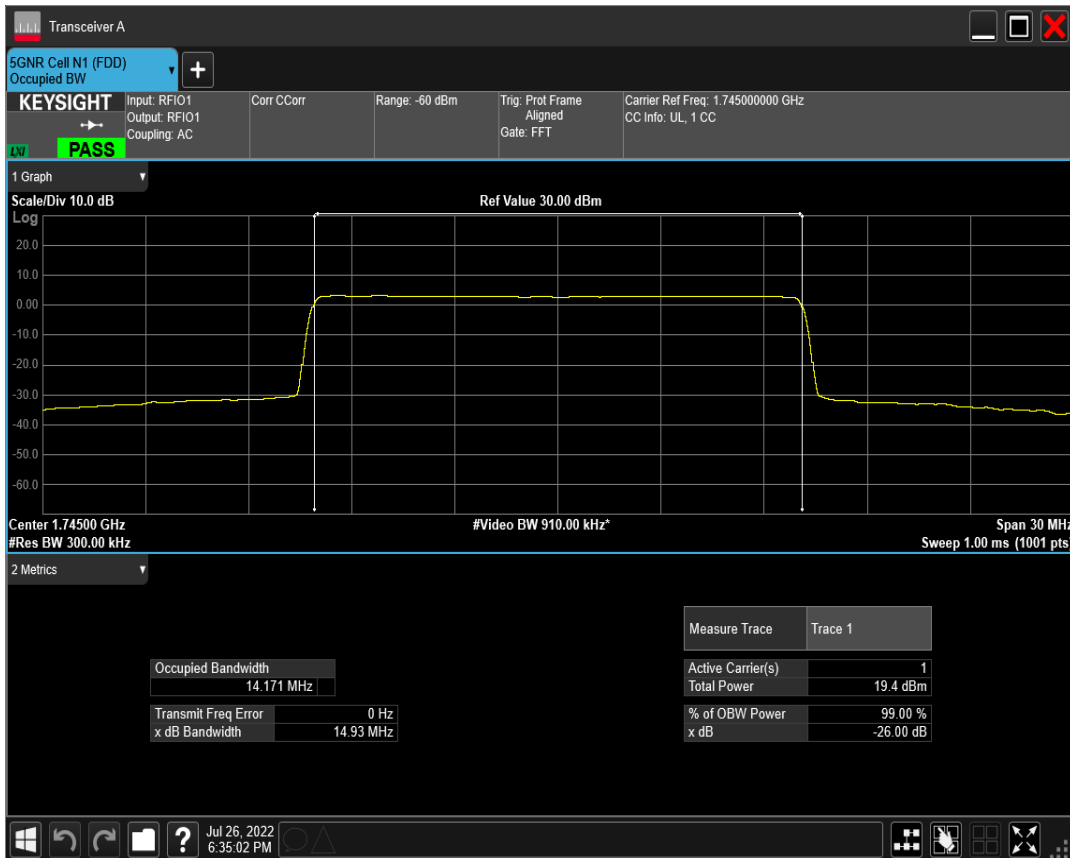 Transceiver A
5GNR Cell N1 (FDD)
Occupied BW
+
KEYSIGHT
LXI
PASS
Input: RFIO1
Output: RFIO1
Coupling: AC
Corr CCorr
Range: -60 dBm
Trig: Prot Frame
Aligned
Gate: FFT
Carrier Ref Freq: 1.745000000 GHz
CC Info: UL, 1 CC
1 Graph
Scale/Div 10.0 dB
Ref Value 30.00 dBm
Log
20.0
10.0
0.00
-10.0
-20.0
-30.0
-40.0
-50.0
-60.0
Center 1.74500 GHz
#Video BW 910.00 kHz*
Span 30 MHz
#Res BW 300.00 kHz
Sweep 1.00 ms (1001 pts)
2 Metrics
Measure Trace Trace 1
Occupied Bandwidth
14.171 MHz
Active Carrier(s) 1
Total Power 19.4 dBm
Transmit Freq Error 0 Hz
x dB Bandwidth 14.93 MHz
% of OBW Power 99.00 %
x dB -26.00 dB
?
Jul 26, 2022
6:35:02 PM